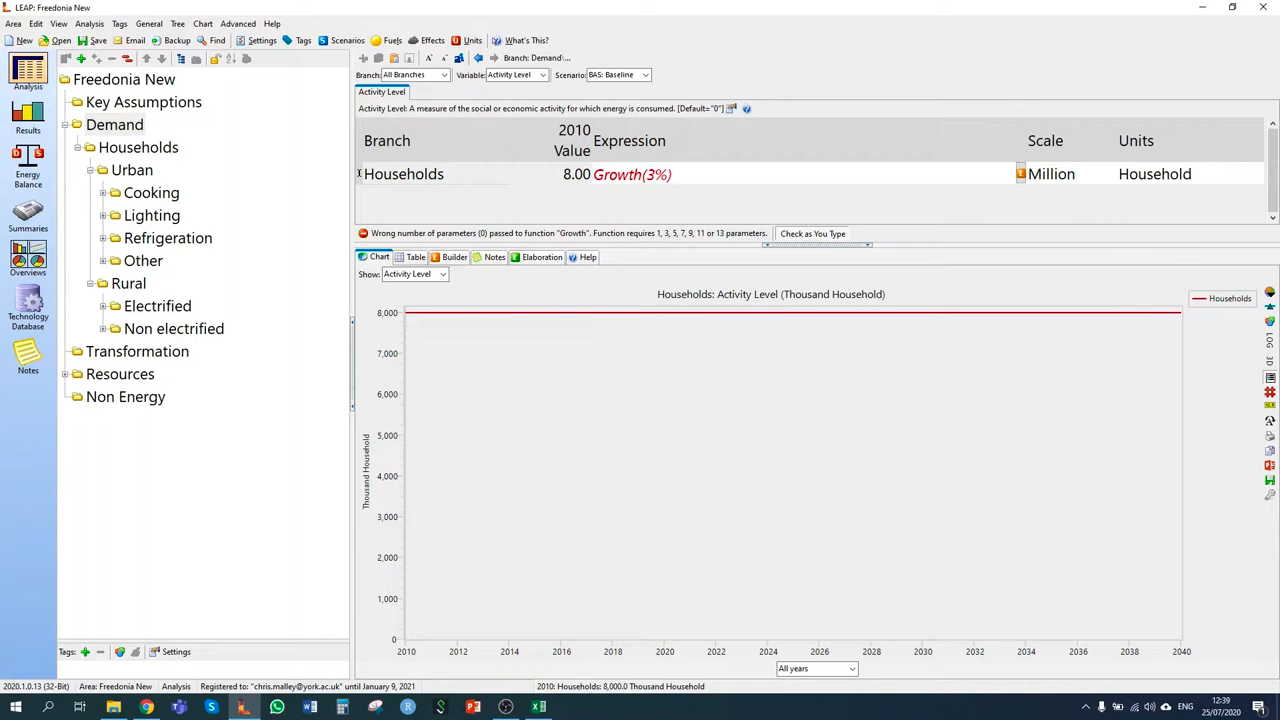 LEAP: Freedonia New
Area Edit View Analysis Tags General Tree Chart Advanced Help
New Open Save Email Backup Find Settings Tags Scenarios Fuels Effects Units What's This?
Branch: Demand\...
Branch: All Branches Variable: Activity Level Scenario: BAS: Baseline
Activity Level
Activity Level: A measure of the social or economic activity for which energy is consumed. [Default="0"]
Branch 2010 Value Expression Scale Units
Households 8.00 Growth(3%) Million Household
Wrong number of parameters (0) passed to function "Growth". Function requires 1, 3, 5, 7, 9, 11 or 13 parameters. Check as You Type
Chart Table Builder Notes Elaboration Help
Show: Activity Level
Analysis
Results
Energy
Balance
Summaries
Overviews
Technology
Database
Notes
Freedonia New
Key Assumptions
Demand
Households
Urban
Cooking
Lighting
Refrigeration
Other
Rural
Electrified
Non electrified
Transformation
Resources
Non Energy
Tags: Settings
Households: Activity Level (Thousand Household)
Households
LOG
3D
Thousand Household
8,000
7,000
6,000
5,000
4,000
3,000
2,000
1,000
0
2010 2012 2014 2016 2018 2020 2022 2024 2026 2028 2030 2032 2034 2036 2038 2040
All years
2020.1.0.13 (32-Bit) Area: Freedonia New Analysis Registered to: "chris.malley@york.ac.uk" until January 9, 2021 2010: Households: 8,000.0 Thousand Household
12:39
25/07/2020